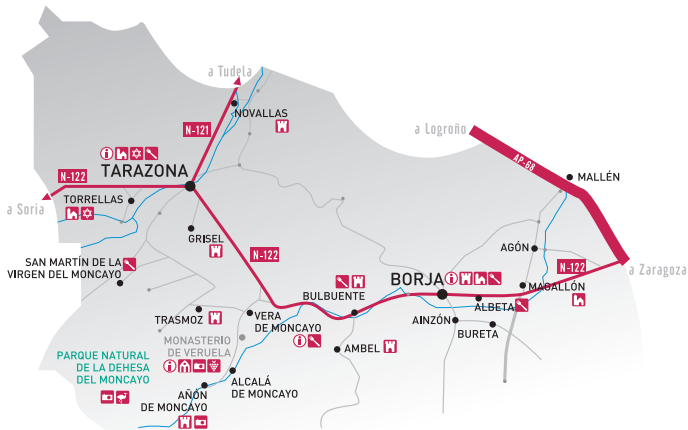 a Tudela
NOVALLAS
N-121
a Logroño
AP-68
MALLÉN
TARAZONA
N-122
a Soria
TORRELLAS
GRISEL
N-122
AGÓN
SAN MARTÍN DE LA
VIRGEN DEL MONCAYO
BORJA
N-122
a Zaragoza
MAGALLÓN
BULBUENTE
ALBETA
TRASMOZ
VERA
DE MONCAYO
AINZÓN
BURETA
MONASTERIO
DE VERUELA
AMBEL
PARQUE NATURAL
DE LA DEHESA
DEL MONCAYO
ALCALÁ
DE MONCAYO
AÑÓN
DE MONCAYO